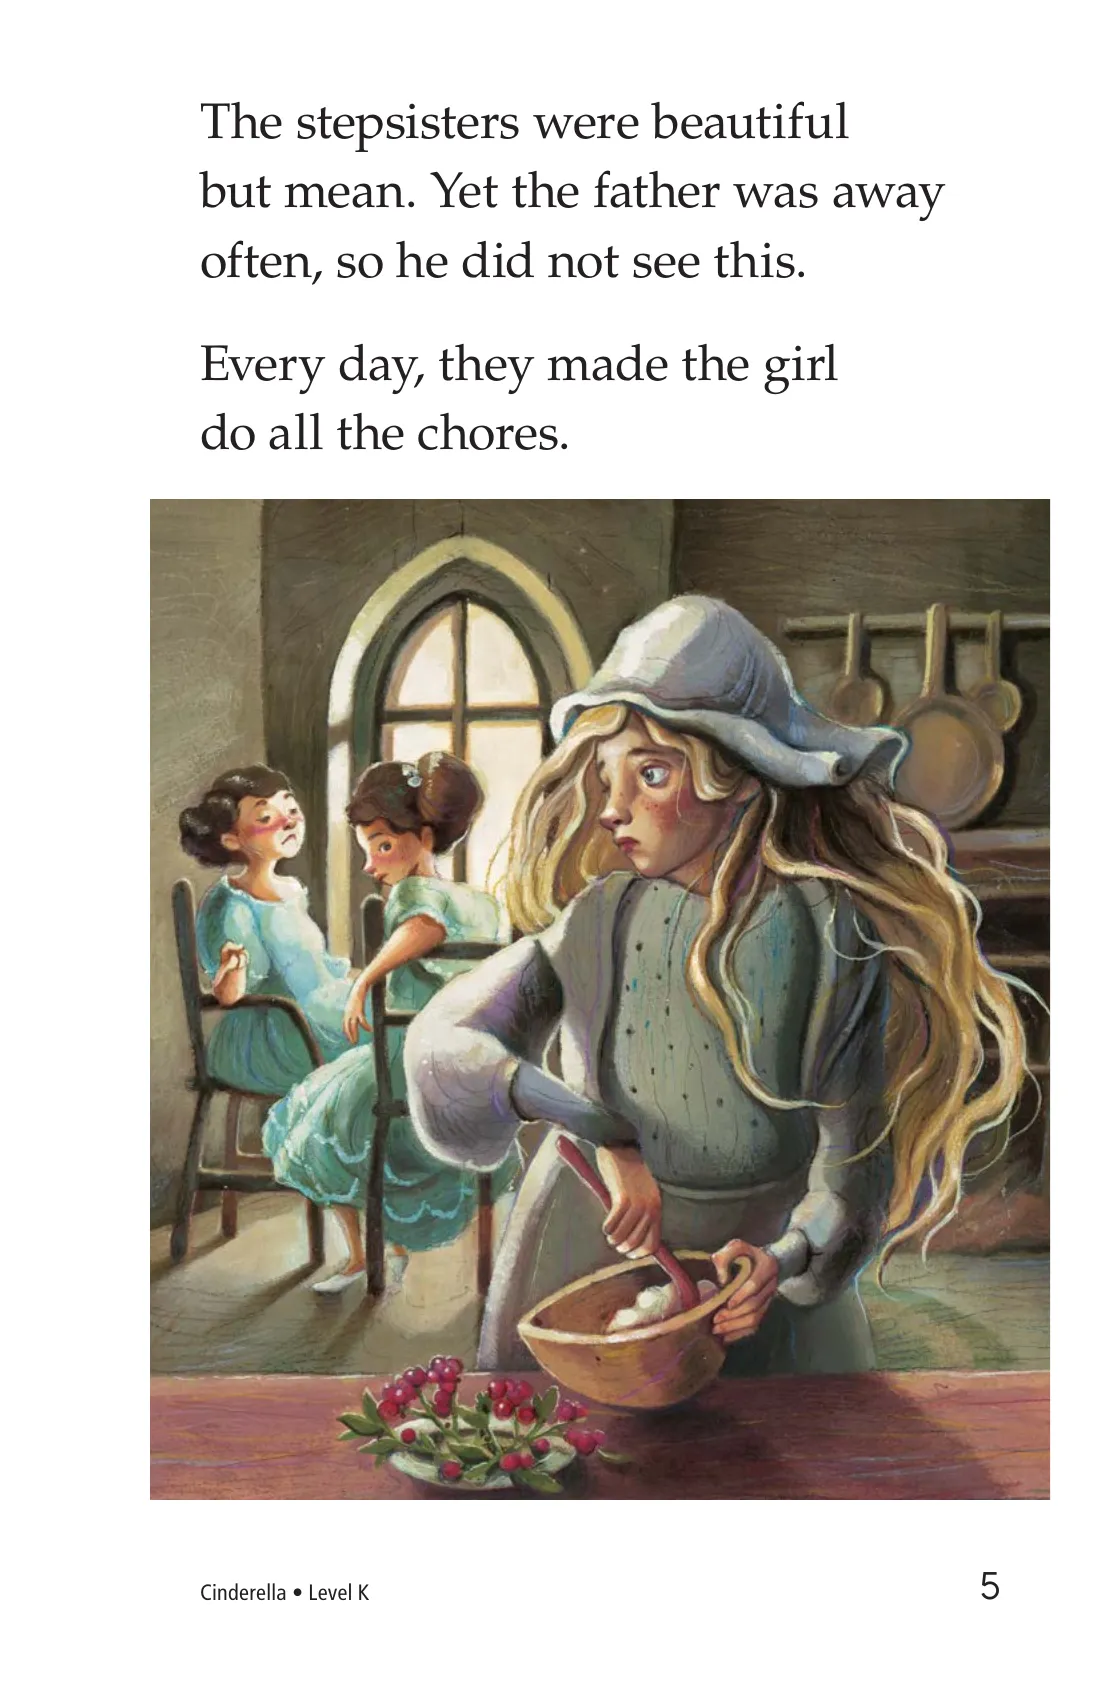 The stepsisters were beautiful
but mean. Yet the father was away
often, so he did not see this.
Every day, they made the girl
do all the chores.
Cinderella • Level K
5